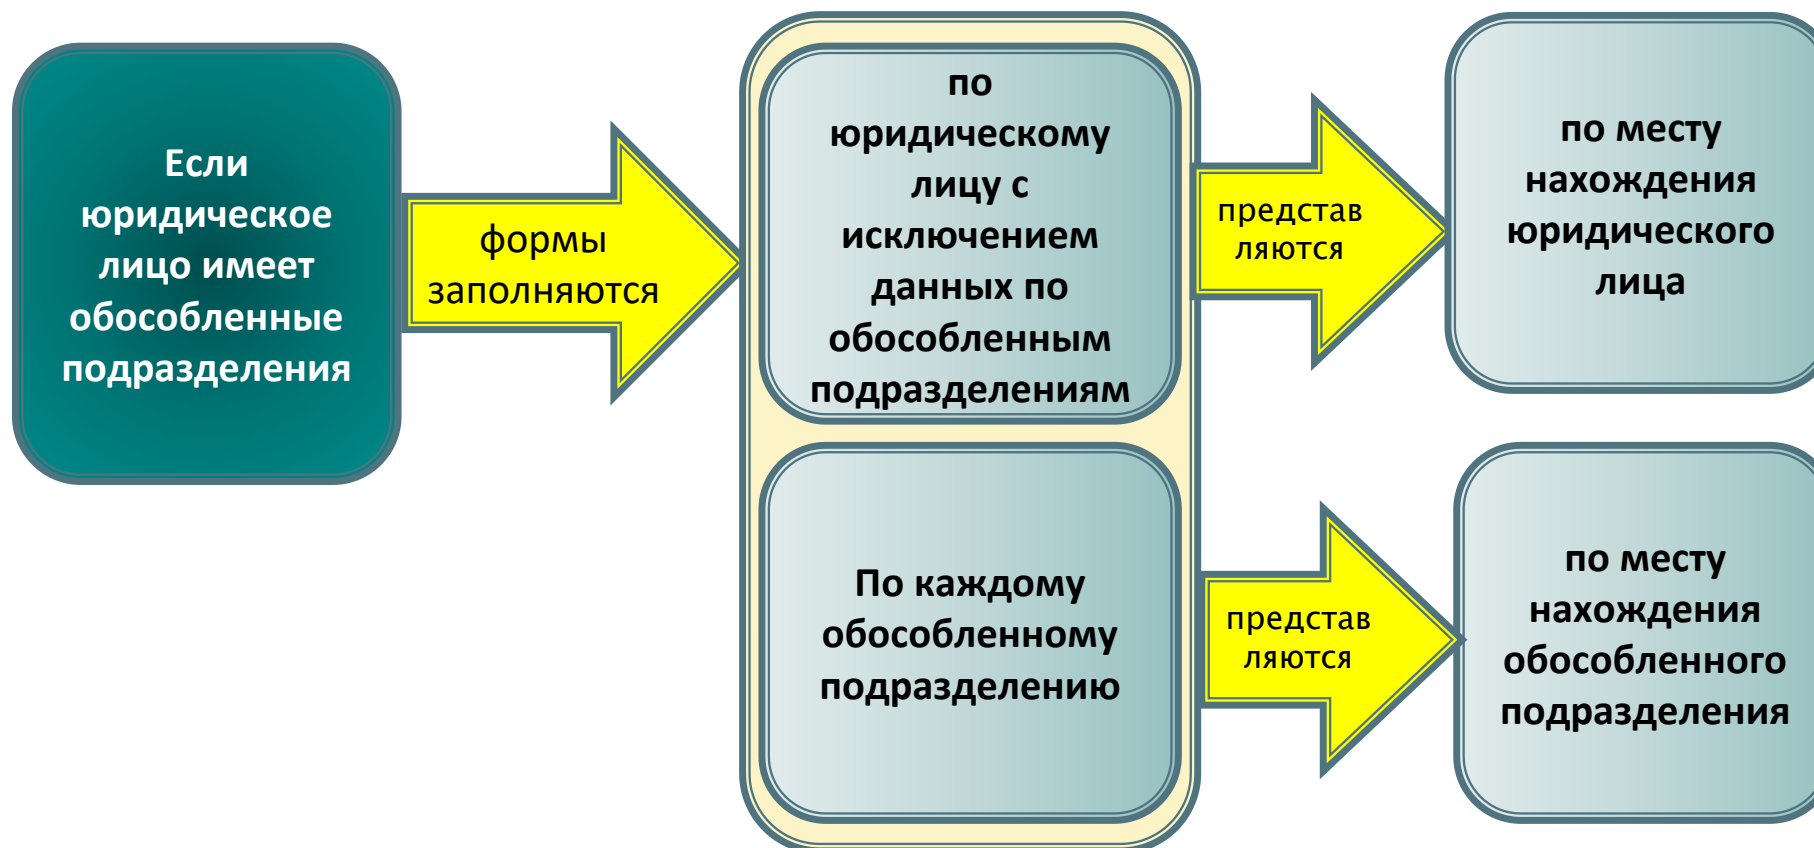 Если
юридическое
лицо имеет
обособленные
подразделения
формы
заполняются
по
юридическому
лицу с
исключением
данных по
обособленным
подразделениям
представ
ляются
по месту
нахождения
юридического
лица
По каждому
обособленному
подразделению
представ
ляются
по месту
нахождения
обособленного
подразделения